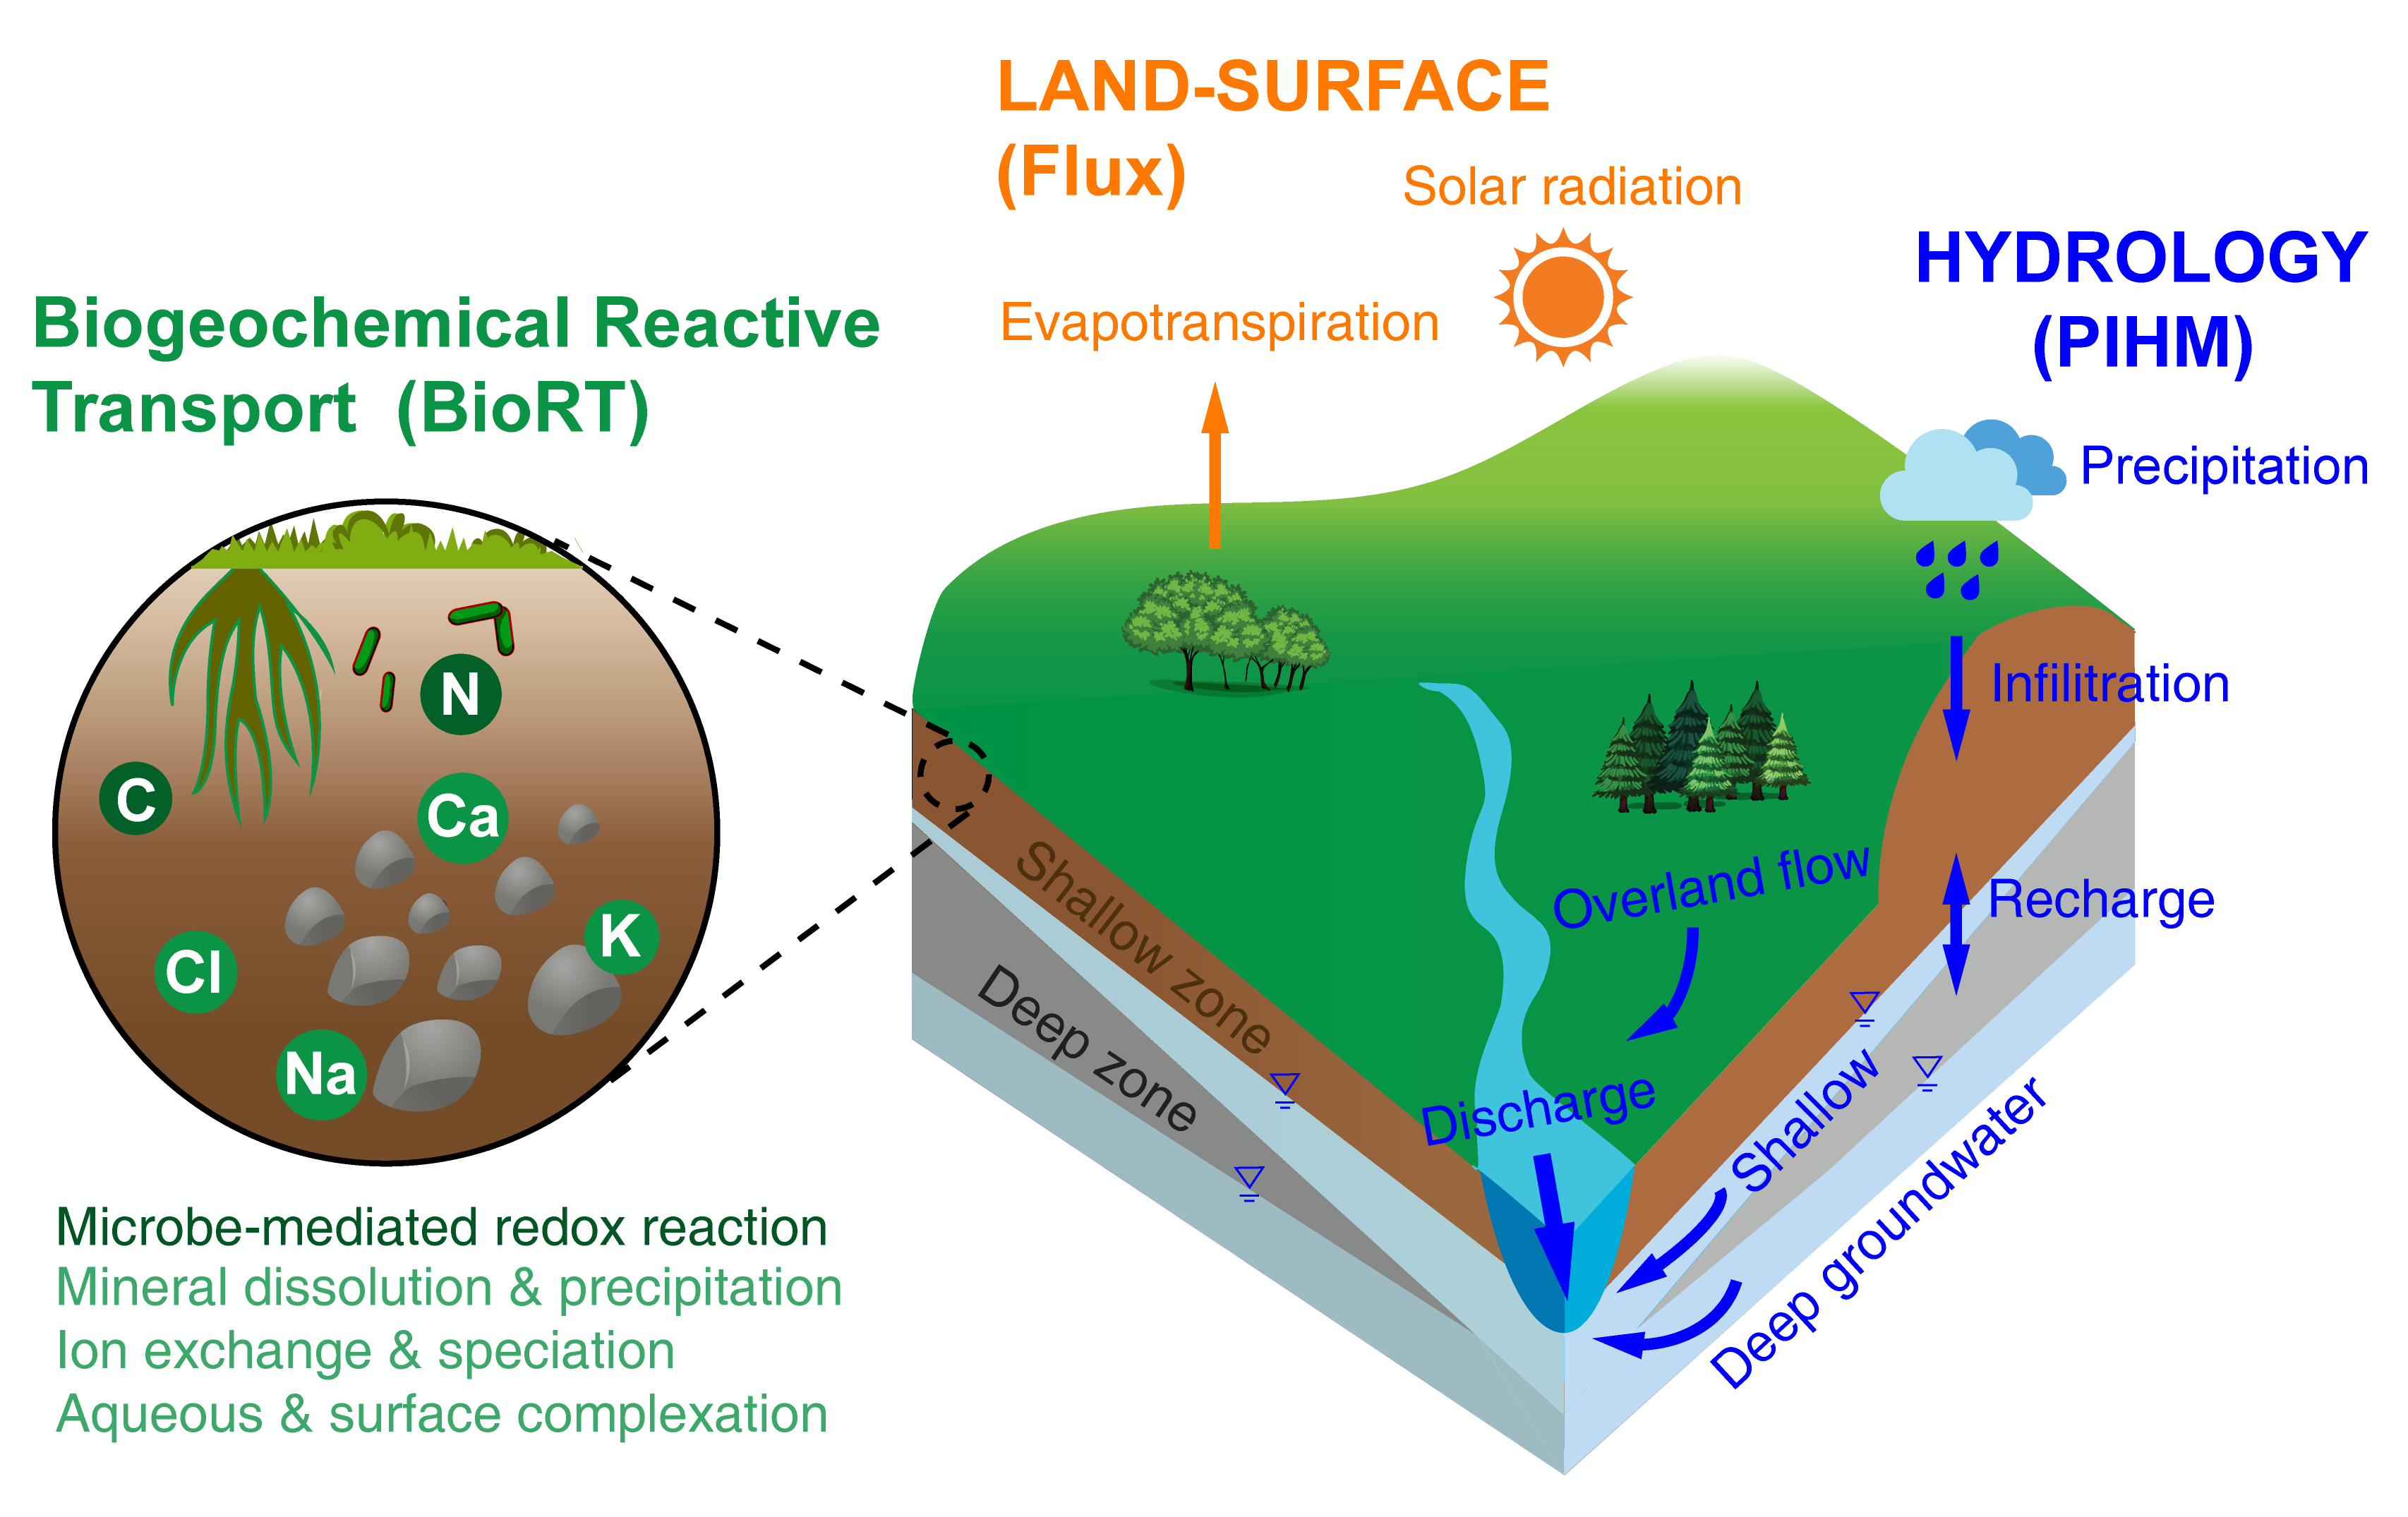 LAND-SURFACE
(Flux)
Solar radiation
Evapotranspiration
HYDROLOGY
(PIHM)
Precipitation
Infilitration
Recharge
Overland flow
Discharge
Shallow
Deep groundwater
Shallow zone
Deep zone
Biogeochemical Reactive
Transport (BioRT)
N
C
Ca
K
Cl
Na
Microbe-mediated redox reaction
Mineral dissolution & precipitation
Ion exchange & speciation
Aqueous & surface complexation